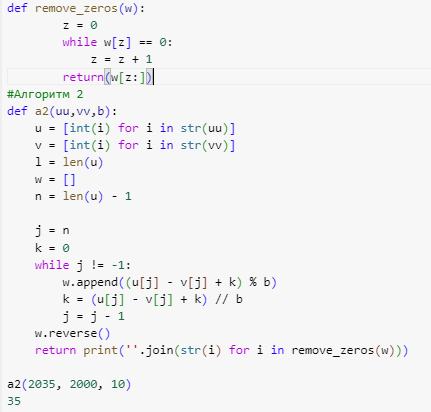 def remove_zeros(w):
        z = 0
        while w[z] == 0:
            z = z + 1
        return(w[z:])
#Алгоритм 2
def a2(uu,vv,b):
    u = [int(i) for i in str(uu)]
    v = [int(i) for i in str(vv)]
    l = len(u)
    w = []
    n = len(u) - 1

    j = n
    k = 0
    while j != -1:
        w.append((u[j] - v[j] + k) % b)
        k = (u[j] - v[j] + k) // b
        j = j - 1
    w.reverse()
    return print(''.join(str(i) for i in remove_zeros(w)))

a2(2035, 2000, 10)
35